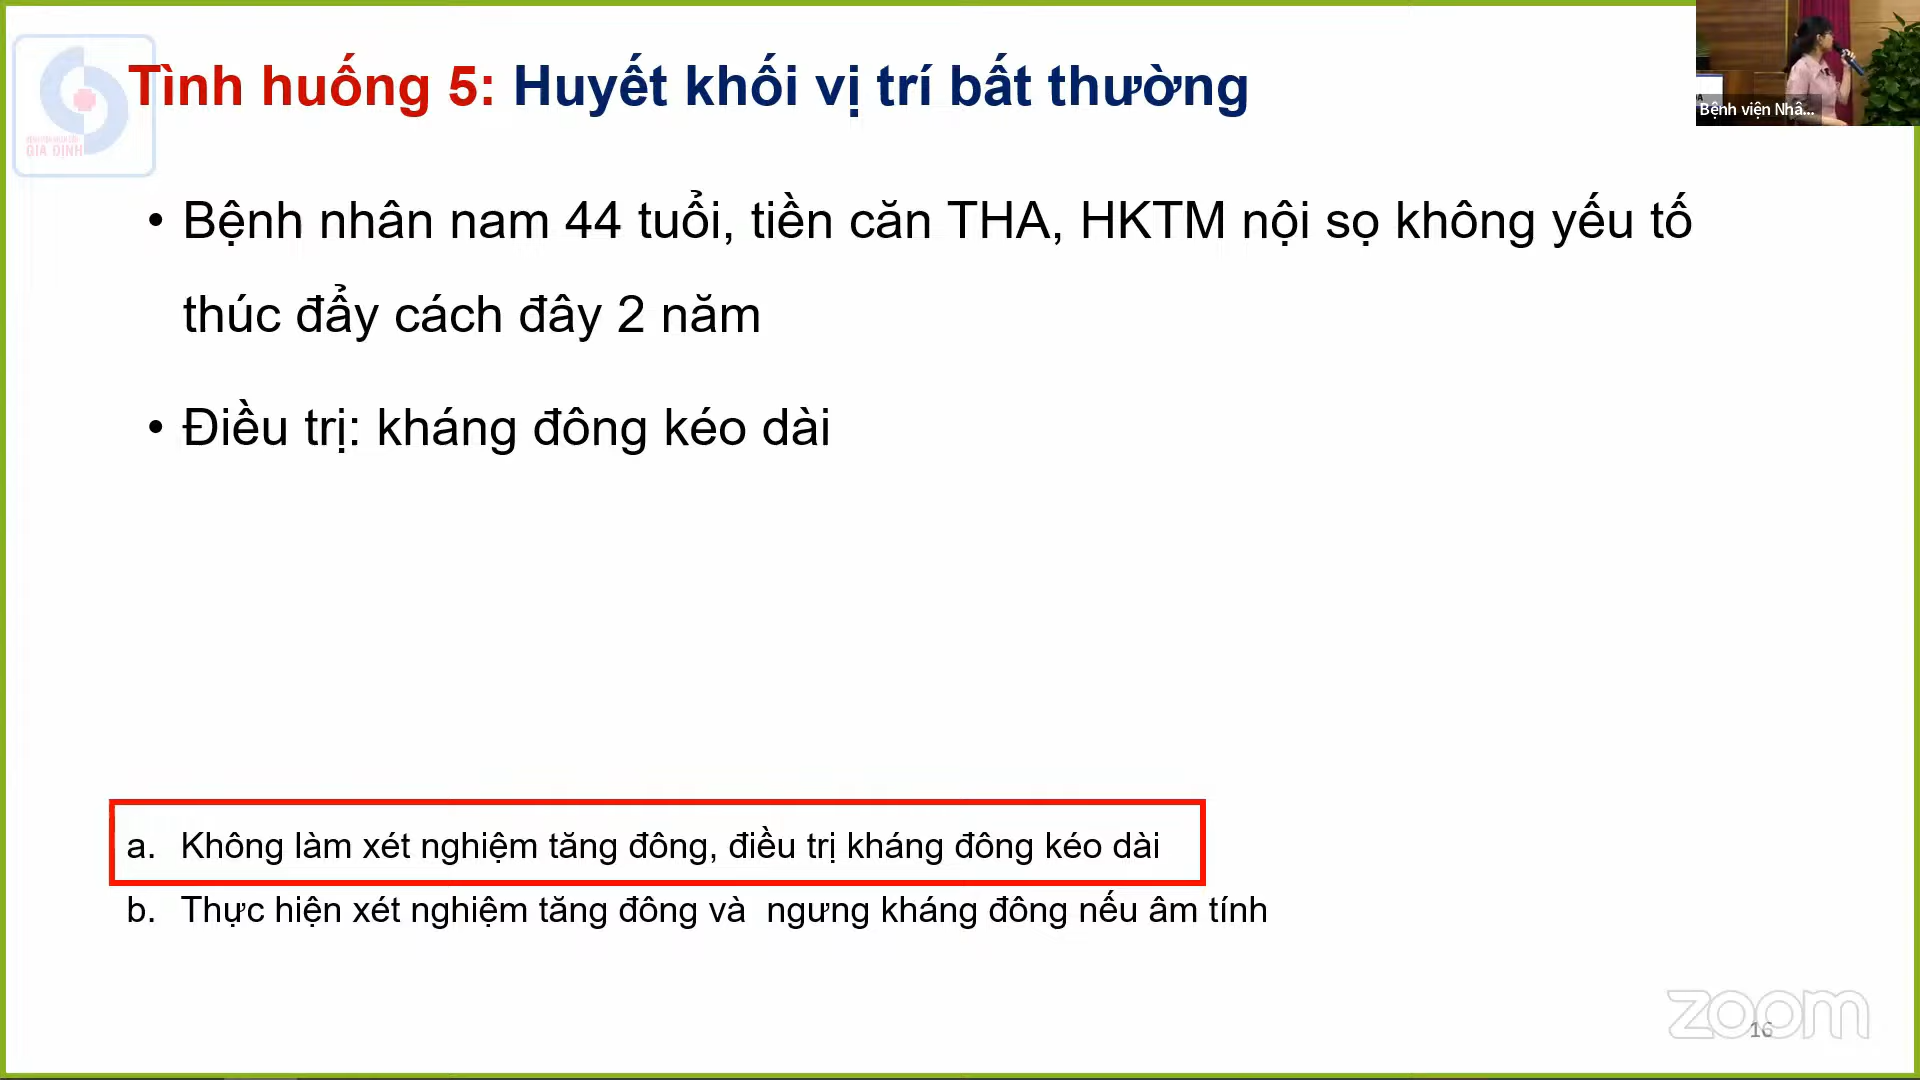 Tình huống 5: Huyết khối vị trí bất thường
Bệnh viện Nhâ...
GIA ĐỊNH
• Bệnh nhân nam 44 tuổi, tiền căn THA, HKTM nội sọ không yếu tố
thúc đẩy cách đây 2 năm
• Điều trị: kháng đông kéo dài
a. Không làm xét nghiệm tăng đông, điều trị kháng đông kéo dài
b. Thực hiện xét nghiệm tăng đông và ngưng kháng đông nếu âm tính
zoom
16